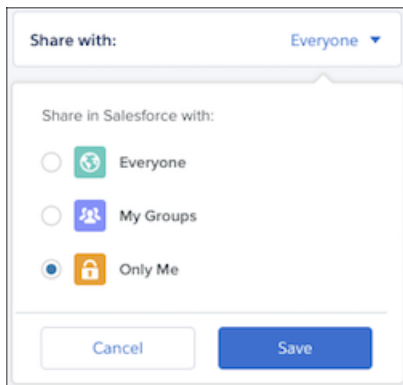 Share with: Everyone
Share in Salesforce with:
Everyone
My Groups
Only Me
Cancel Save